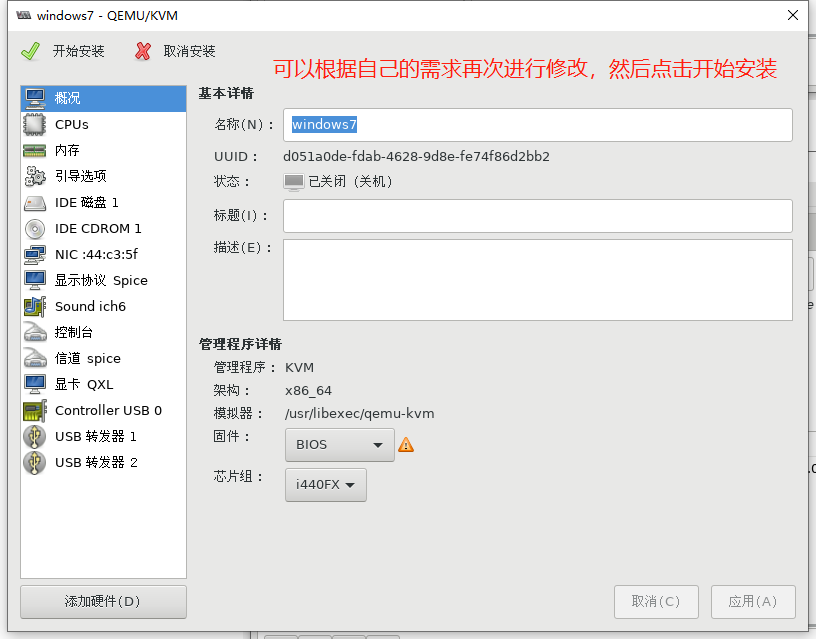 windows7 - QEMU/KVM
开始安装 取消安装
可以根据自己的需求再次进行修改，然后点击开始安装
概况
CPUs
内存
引导选项
IDE 磁盘 1
IDE CDROM 1
NIC :44:c3:5f
显示协议 Spice
Sound ich6
控制台
信道 spice
显卡 QXL
Controller USB 0
USB 转发器 1
USB 转发器 2
添加硬件(D)
基本详情
名称(N)： windows7
UUID： d051a0de-fdab-4628-9d8e-fe74f86d2bb2
状态： 已关闭（关机）
标题(I)：
描述(E)：
管理程序详情
管理程序： KVM
架构： x86_64
模拟器： /usr/libexec/qemu-kvm
固件： BIOS
芯片组： i440FX
取消(C) 应用(A)